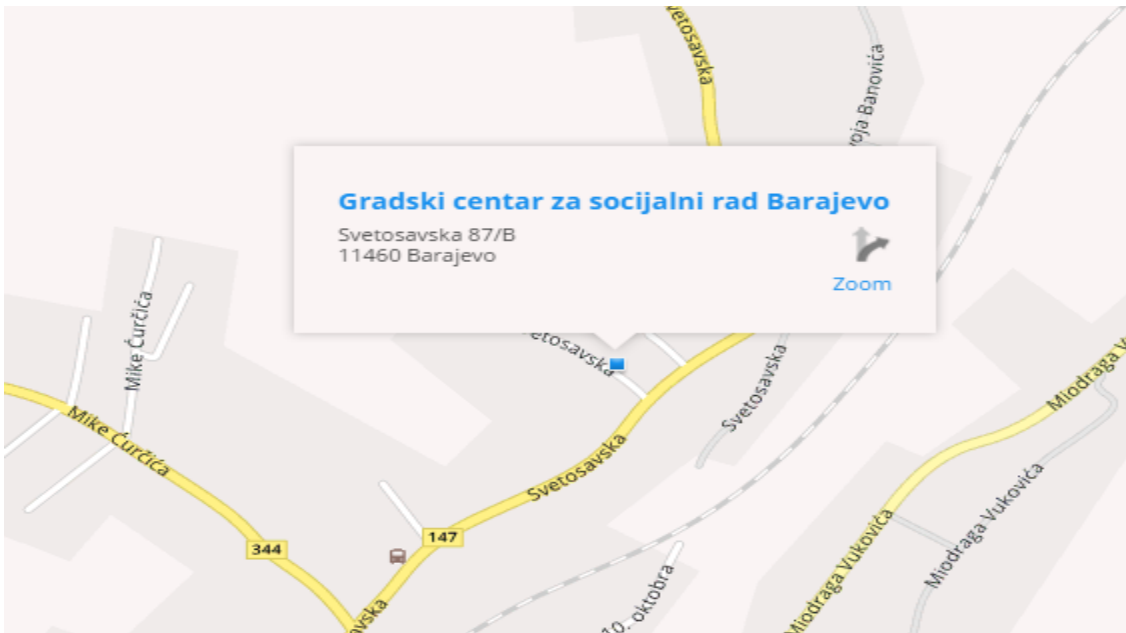 Svetosavska
Gradski centar za socijalni rad Barajevo
Svetosavska 87/B
11460 Barajevo
Zoom
Mike Ćurčića
Svetosavska
Miodraga
Mike Ćurčića
Svetosavska
Miodraga Vukovića
344
147
Miodraga Vukovića
10. oktobra